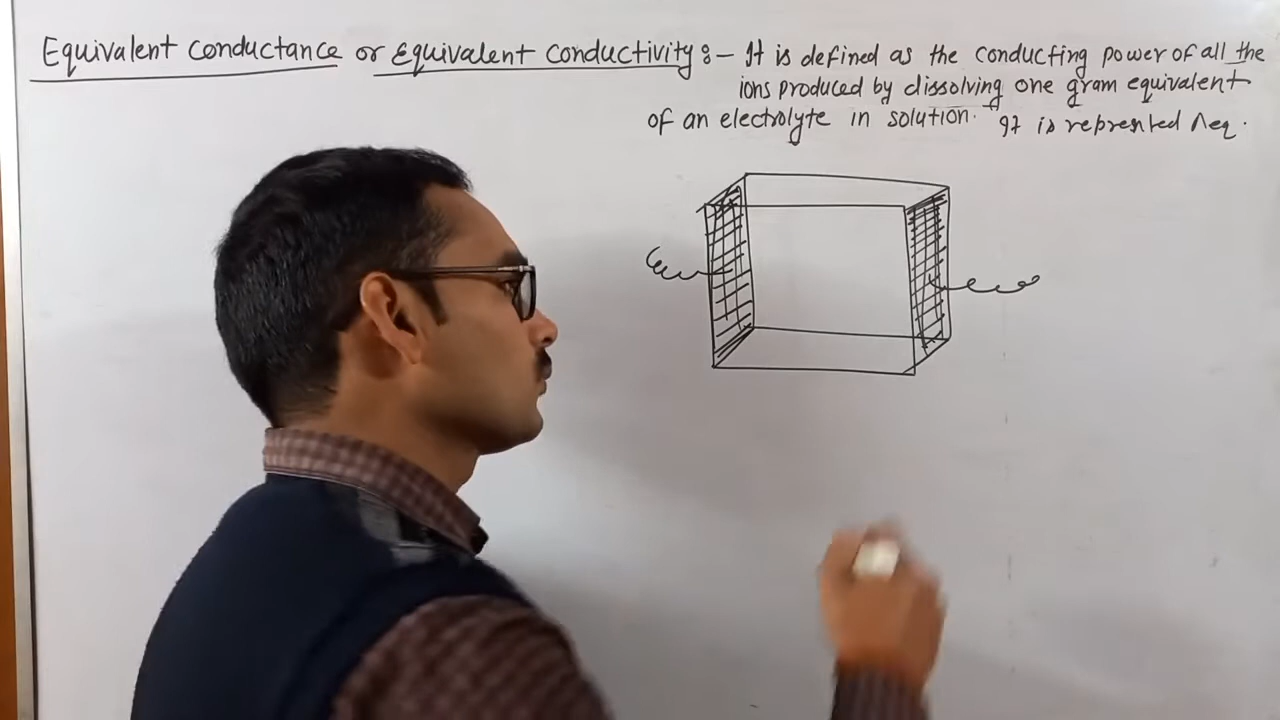 Equivalent conductance or Equivalent conductivity :- It is defined as the conducting power of all the
ions produced by dissolving one gram equivalent
of an electrolyte in solution. It is represnted Λeq.